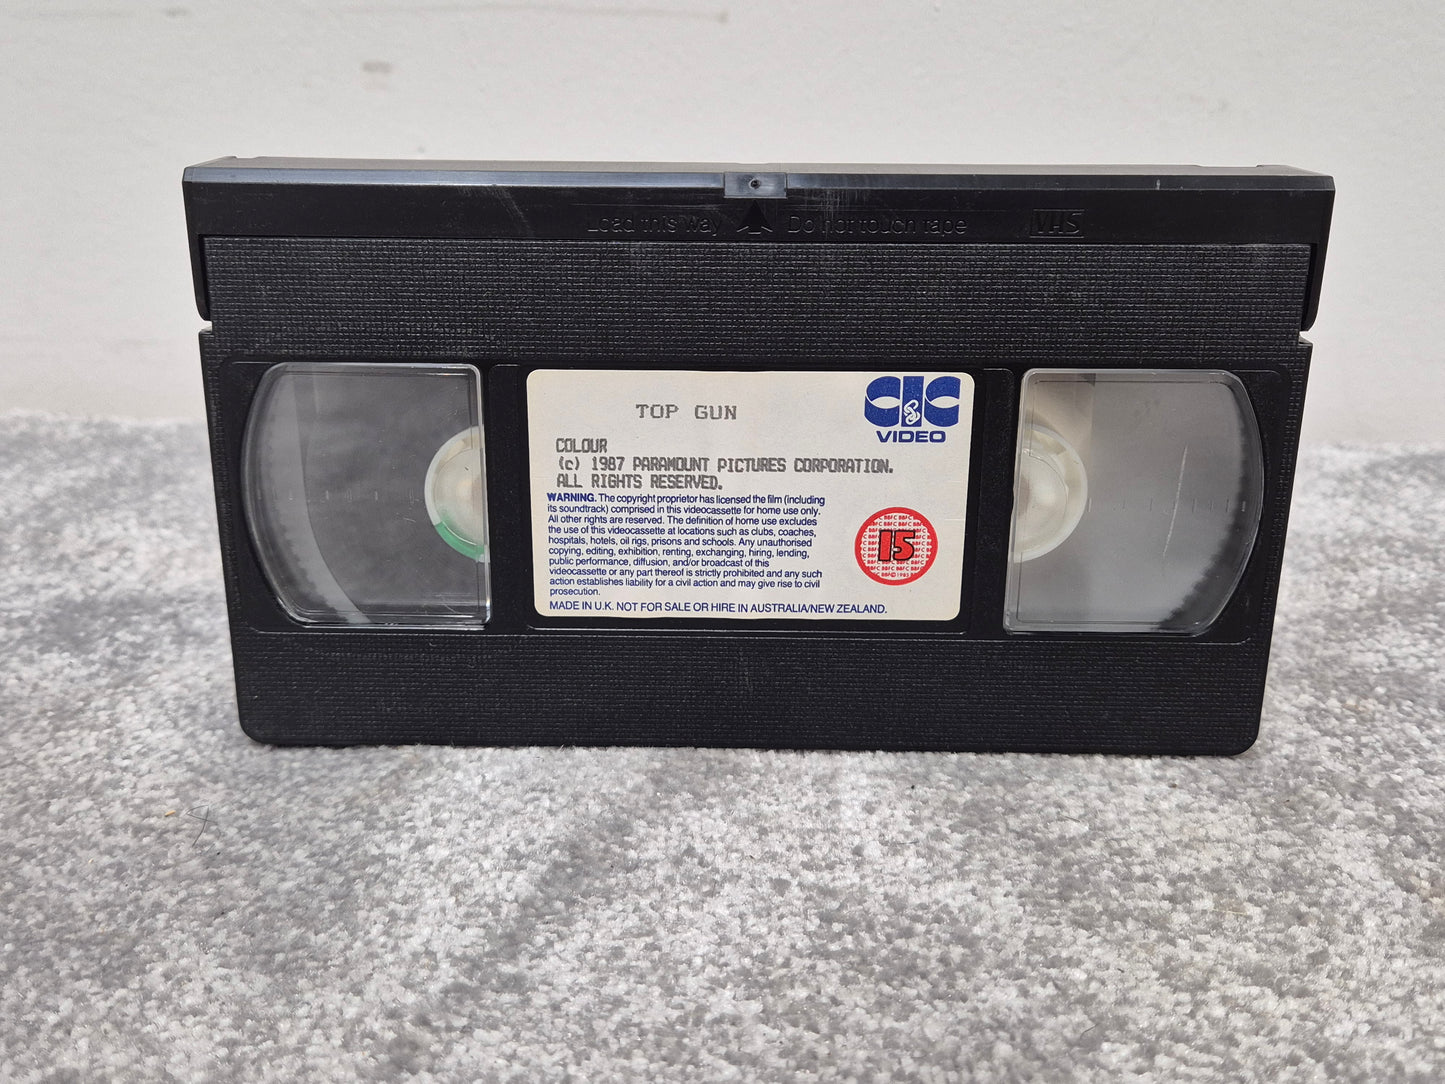 Load this way Do not touch tape VHS
TOP GUN
CIC
VIDEO
COLOUR
(c) 1987 PARAMOUNT PICTURES CORPORATION.
ALL RIGHTS RESERVED.
WARNING. The copyright proprietor has licensed the film (including
its soundtrack) comprised in this videocassette for home use only.
All other rights are reserved. The definition of home use excludes
the use of this videocassette at locations such as clubs, coaches,
hospitals, hotels, oil rigs, prisons and schools. Any unauthorised
copying, editing, exhibition, renting, exchanging, hiring, lending,
public performance, diffusion, and/or broadcast of this
videocassette or any part thereof is strictly prohibited and any such
action establishes liability for a civil action and may give rise to civil
prosecution.
15
MADE IN U.K. NOT FOR SALE OR HIRE IN AUSTRALIA/NEW ZEALAND.